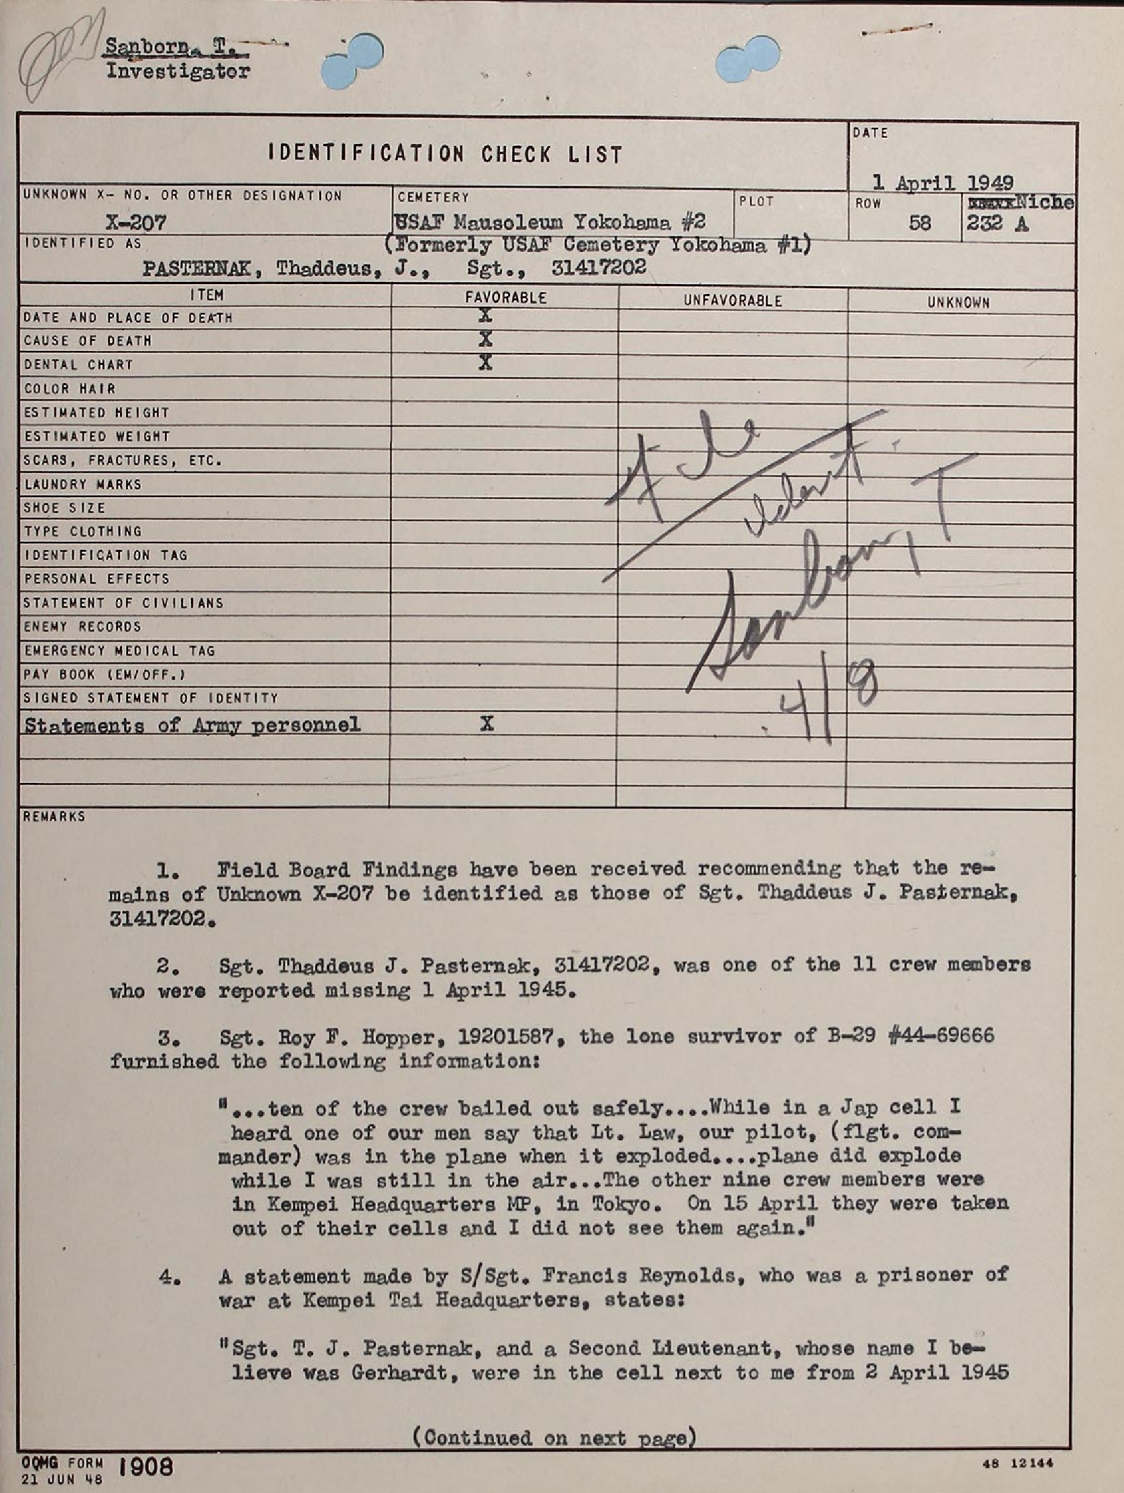 Sanborn, T.
Investigator
IDENTIFICATION CHECK LIST
DATE
1 April 1949
UNKNOWN X- NO. OR OTHER DESIGNATION
X-207
CEMETERY
USAF Mausoleum Yokohama #2
(Formerly USAF Cemetery Yokohama #1)
PLOT
ROW
58
Niche
232 A
IDENTIFIED AS
PASTERNAK, Thaddeus, J., Sgt., 31417202
ITEM FAVORABLE UNFAVORABLE UNKNOWN
DATE AND PLACE OF DEATH X
CAUSE OF DEATH X
DENTAL CHART X
COLOR HAIR
ESTIMATED HEIGHT
ESTIMATED WEIGHT
SCARS, FRACTURES, ETC.
LAUNDRY MARKS
SHOE SIZE
TYPE CLOTHING
IDENTIFICATION TAG
PERSONAL EFFECTS
STATEMENT OF CIVILIANS
ENEMY RECORDS
EMERGENCY MEDICAL TAG
PAY BOOK (EM/OFF.)
SIGNED STATEMENT OF IDENTITY
Statements of Army personnel X
File
Ident.
Sanborn, T
4/8
REMARKS
1. Field Board Findings have been received recommending that the re-
mains of Unknown X-207 be identified as those of Sgt. Thaddeus J. Pasternak,
31417202.
2. Sgt. Thaddeus J. Pasternak, 31417202, was one of the 11 crew members
who were reported missing 1 April 1945.
3. Sgt. Roy F. Hopper, 19201587, the lone survivor of B-29 #44-69666
furnished the following information:
"...ten of the crew bailed out safely....While in a Jap cell I
heard one of our men say that Lt. Law, our pilot, (flgt. com-
mander) was in the plane when it exploded....plane did explode
while I was still in the air...The other nine crew members were
in Kempei Headquarters MP, in Tokyo. On 15 April they were taken
out of their cells and I did not see them again."
4. A statement made by S/Sgt. Francis Reynolds, who was a prisoner of
war at Kempei Tai Headquarters, states:
"Sgt. T. J. Pasternak, and a Second Lieutenant, whose name I be-
lieve was Gerhardt, were in the cell next to me from 2 April 1945
(Continued on next page)
OQMG FORM 1908
21 JUN 48
48 12144